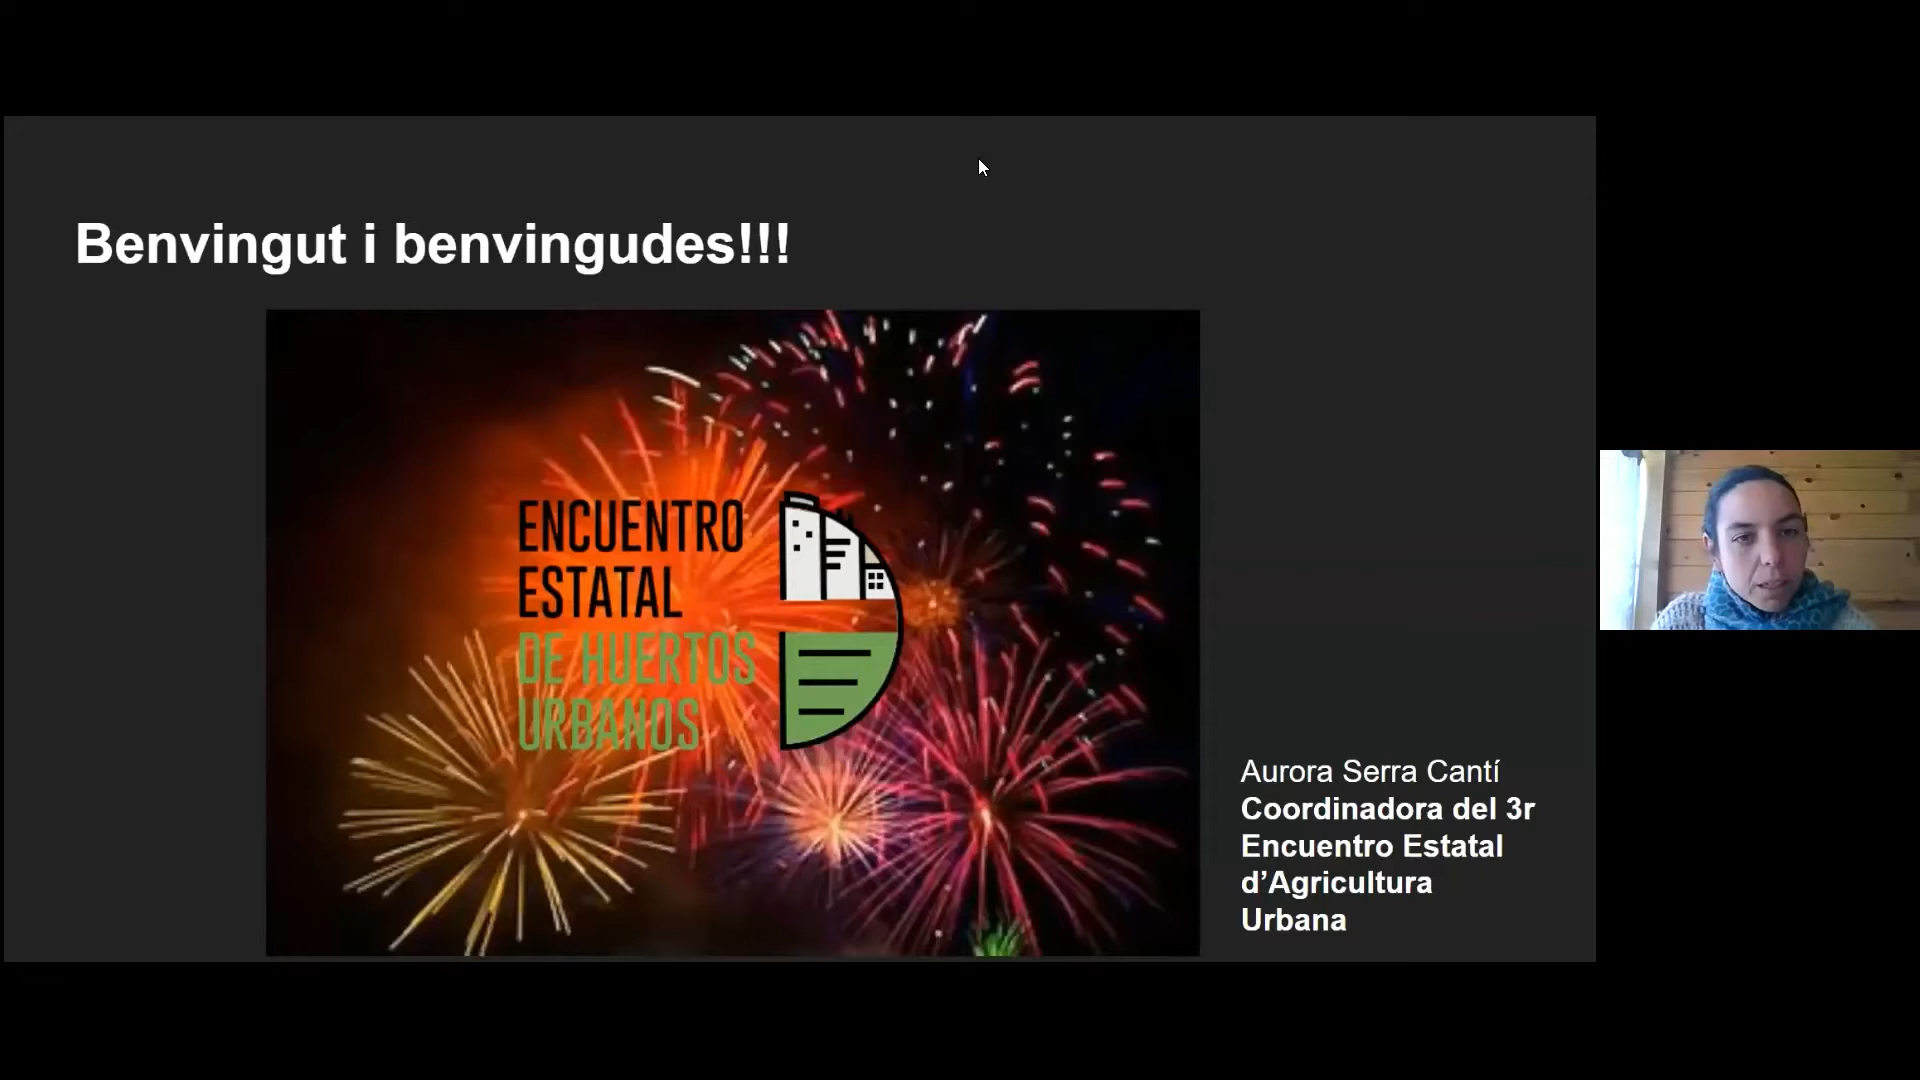 Benvingut i benvingudes!!!
ENCUENTRO
ESTATAL
DE HUERTOS
URBANOS
Aurora Serra Cantí
Coordinadora del 3r
Encuentro Estatal
d’Agricultura
Urbana